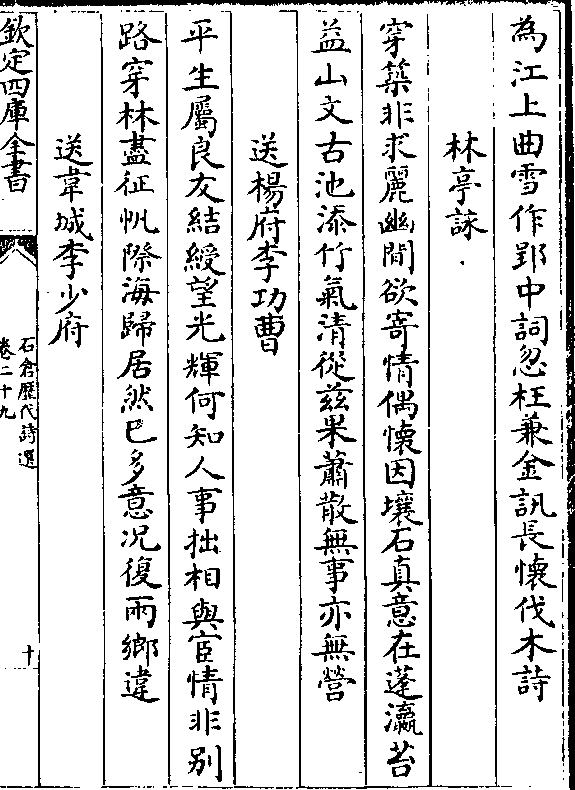 為江上曲雪作郢中詞忽枉兼金訊長懷伐木詩
林亭詠
穿築非求麗幽閒欲寄情偶懷因壤石真意在蓬瀛苔
益山文古池添竹氣清從兹果蕭散無事亦無營
送楊府李功曹
平生屬良友結綬望光輝何知人事拙相與宦情非别
路穿林盡征帆際海歸居然已多意况復兩鄉違
送韋城李少府
欽定四庫全書
石倉歷代詩選
卷二十九
十